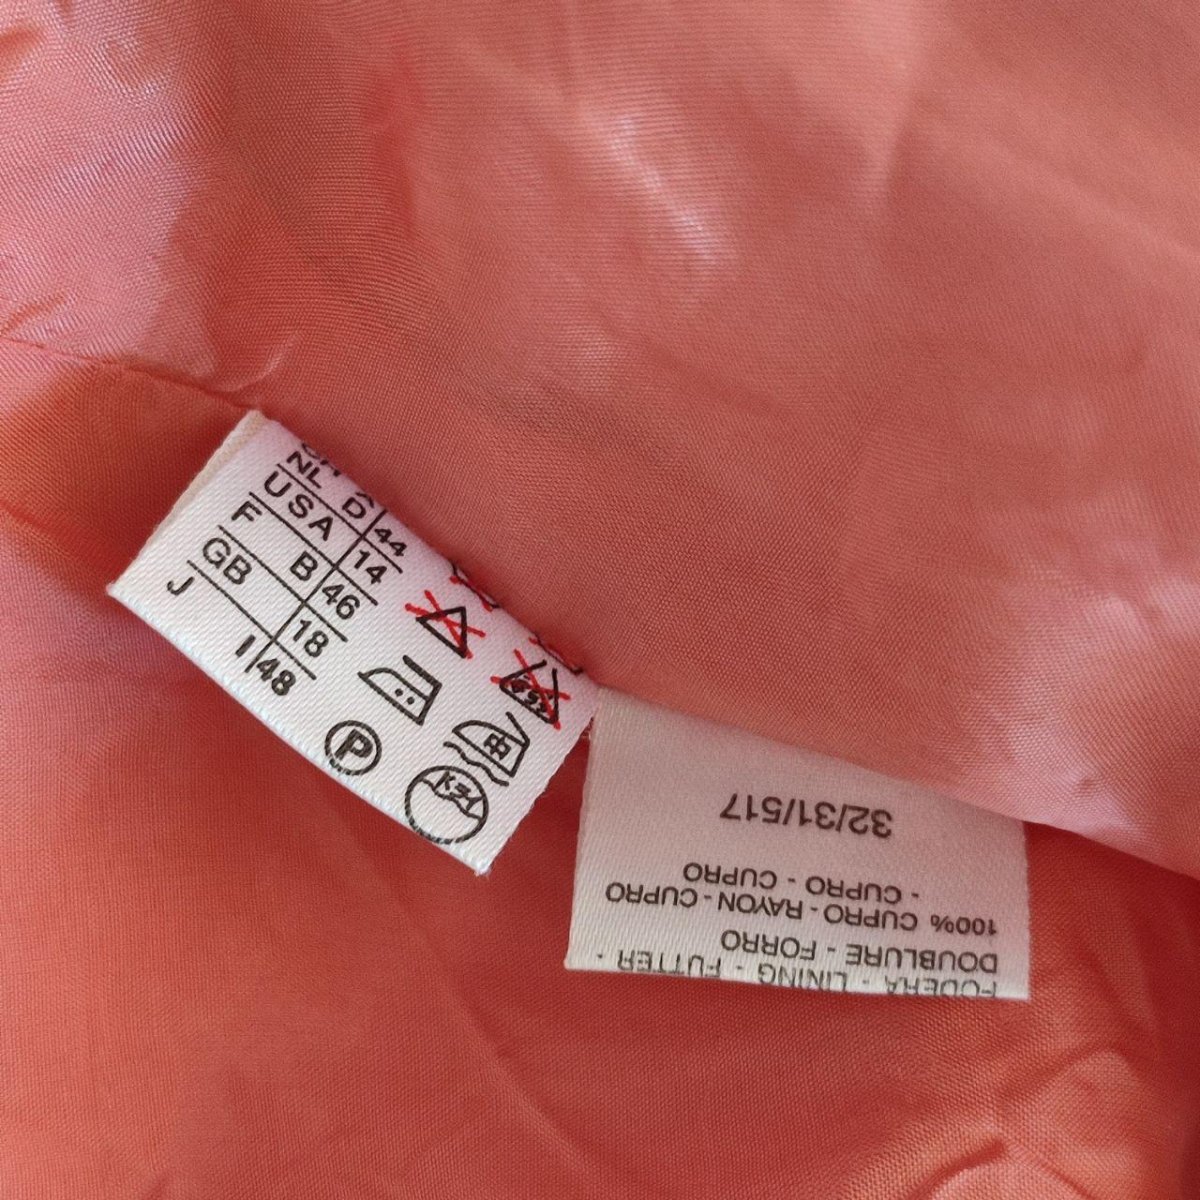 NL D 44
USA 14
F B 46
GB 18
J I 48
P
中
FODERA - LINING - FUTTER -
DOUBLURE - FORRO
100% CUPRO - RAYON-CUPRO
- CUPRO - CUPRO
32/31/517